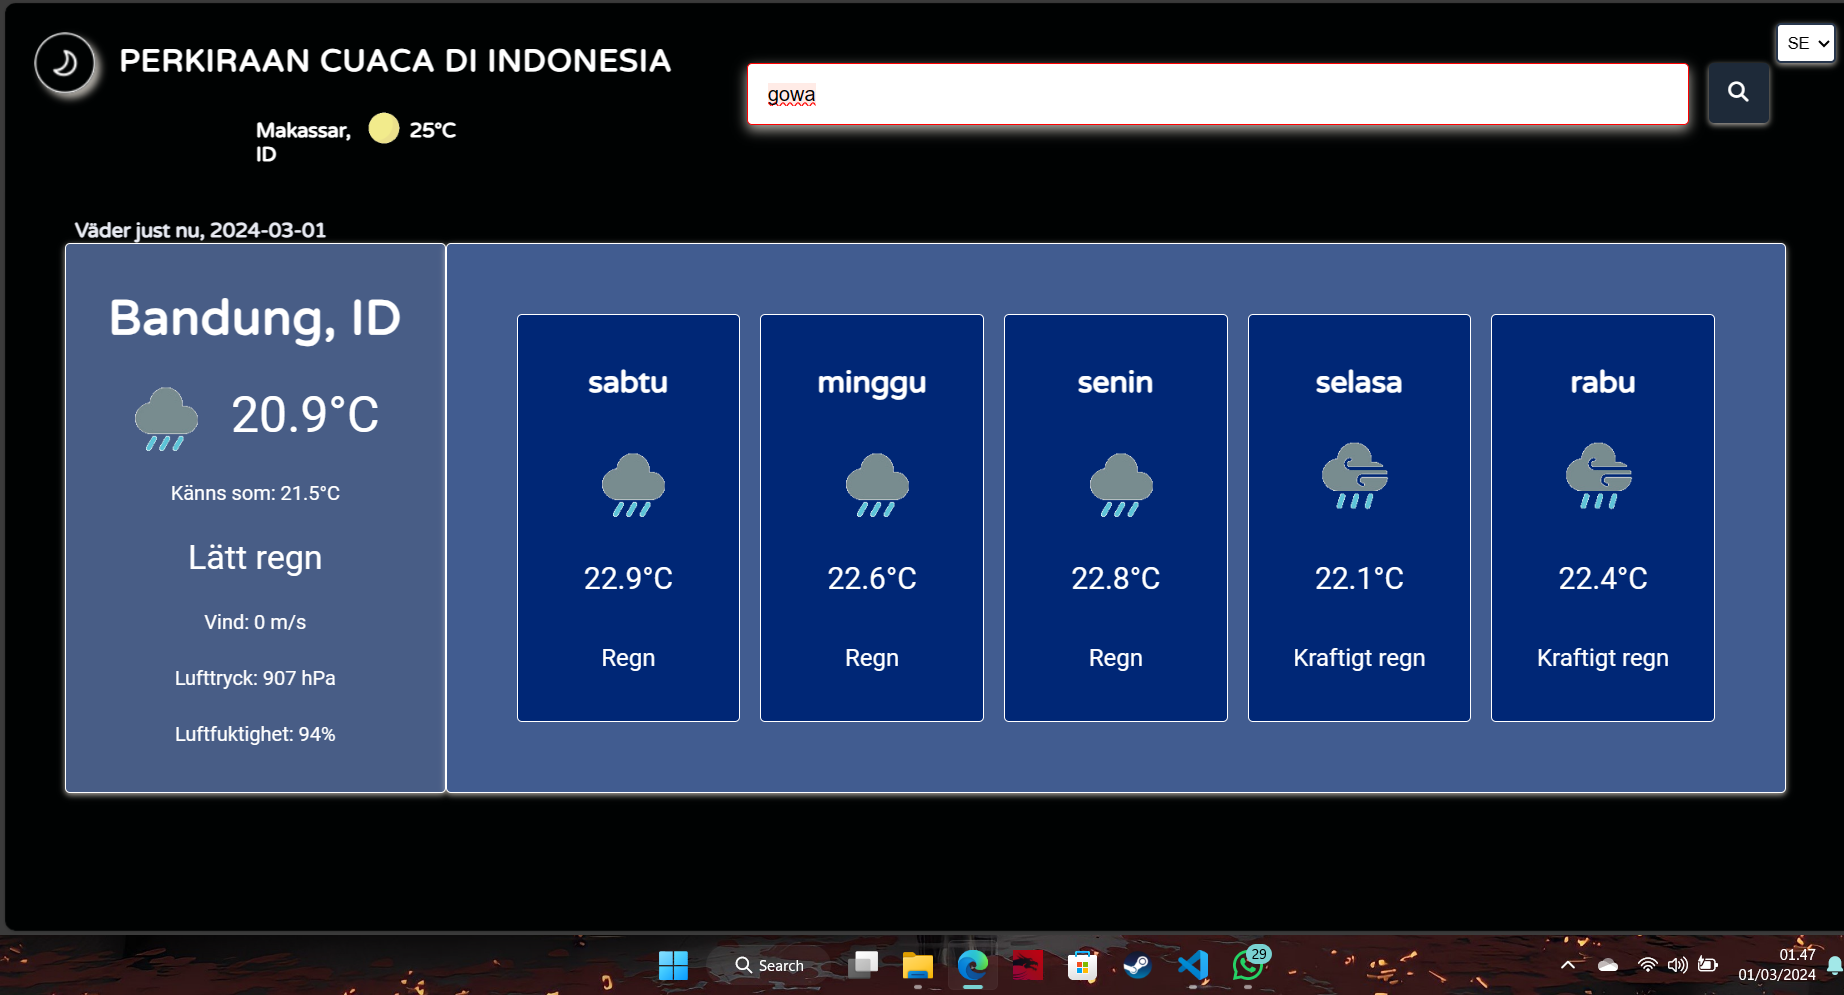 PERKIRAAN CUACA DI INDONESIA
SE
gowa
Makassar,
ID
25°C
Väder just nu, 2024-03-01
Bandung, ID
20.9°C
Känns som: 21.5°C
Lätt regn
Vind: 0 m/s
Lufttryck: 907 hPa
Luftfuktighet: 94%
sabtu
22.9°C
Regn
minggu
22.6°C
Regn
senin
22.8°C
Regn
selasa
22.1°C
Kraftigt regn
rabu
22.4°C
Kraftigt regn
Search
29
01.47
01/03/2024